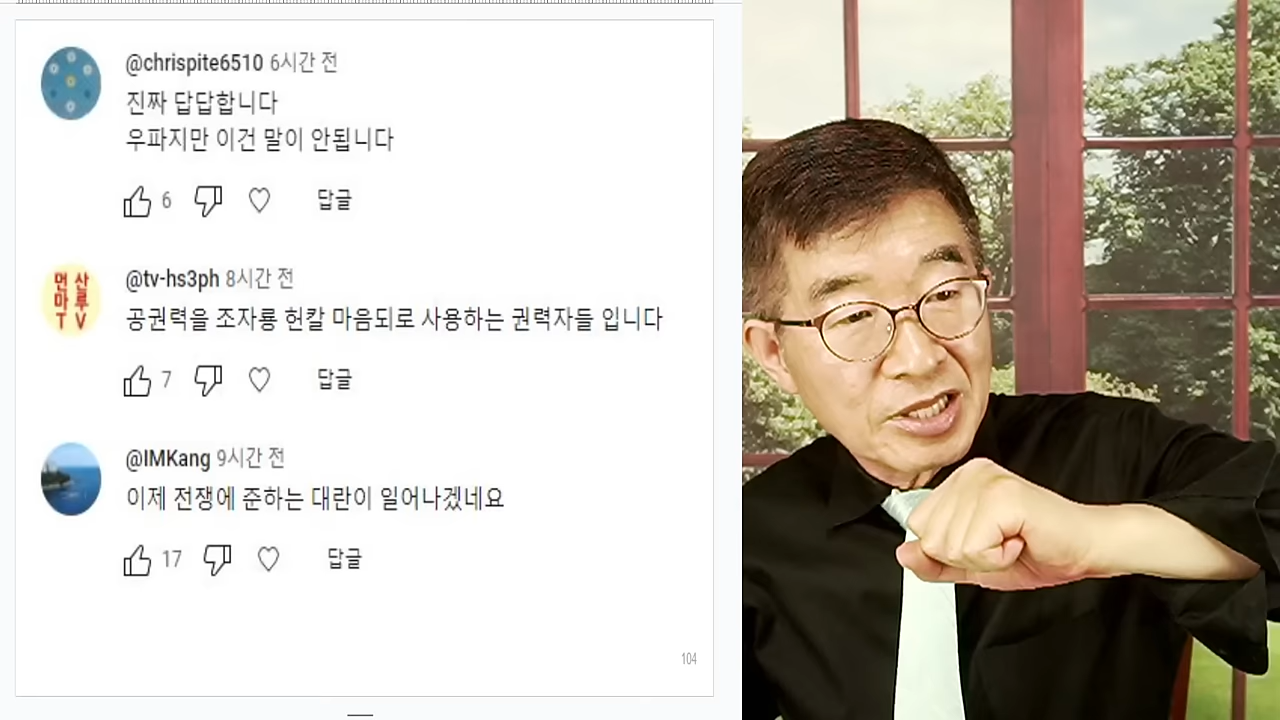 @chrispite6510 6시간 전
진짜 답답합니다
우파지만 이건 말이 안됩니다
6 답글
먼 산
마 루
T V
@tv-hs3ph 8시간 전
공권력을 조자룡 헌칼 마음되로 사용하는 권력자들 입니다
7 답글
@IMKang 9시간 전
이제 전쟁에 준하는 대란이 일어나겠네요
17 답글
104